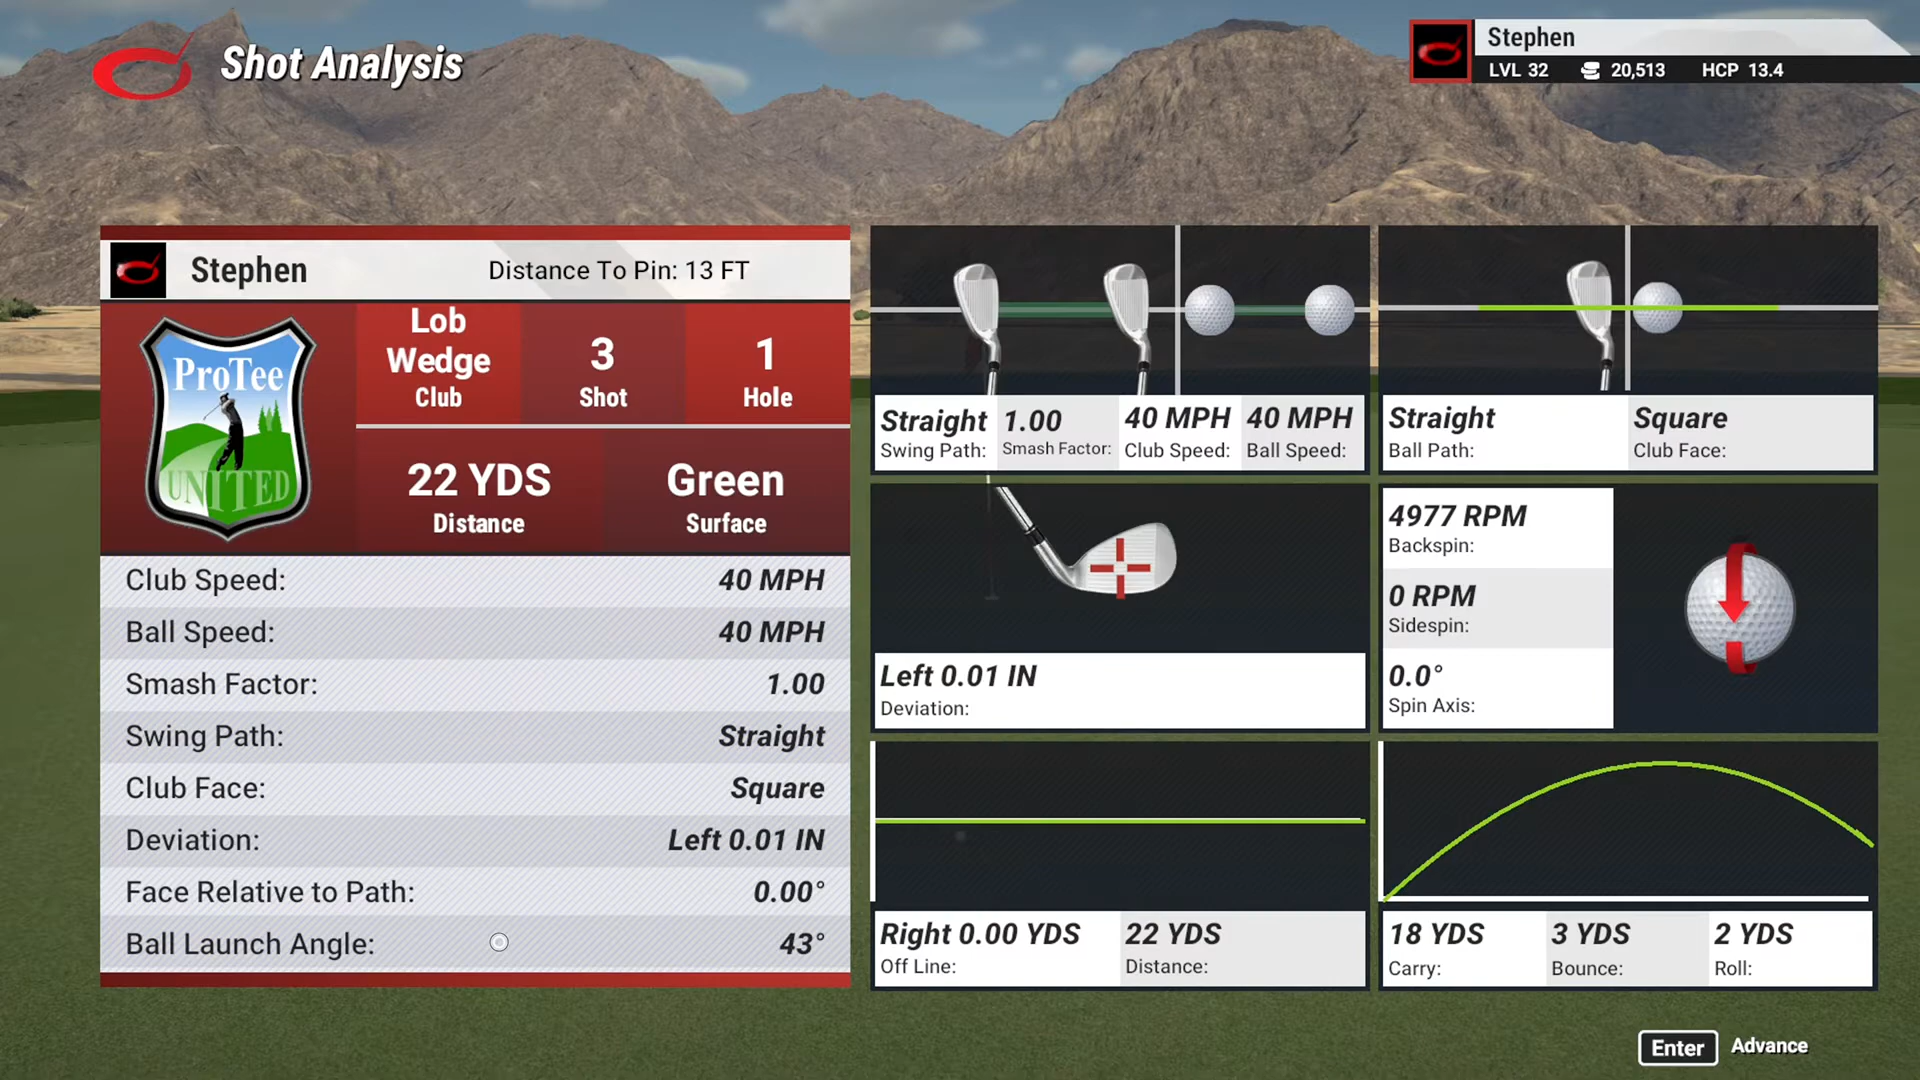 Shot Analysis
Stephen
LVL 32 20,513 HCP 13.4
Stephen Distance To Pin: 13 FT
ProTee
UNITED
Lob
Wedge
Club
3
Shot
1
Hole
22 YDS
Distance
Green
Surface
Club Speed: 40 MPH
Ball Speed: 40 MPH
Smash Factor: 1.00
Swing Path: Straight
Club Face: Square
Deviation: Left 0.01 IN
Face Relative to Path: 0.00°
Ball Launch Angle: 43°
Straight 1.00 40 MPH 40 MPH
Swing Path: Smash Factor: Club Speed: Ball Speed:
Straight Square
Ball Path: Club Face:
Left 0.01 IN
Deviation:
4977 RPM
Backspin:
0 RPM
Sidespin:
0.0°
Spin Axis:
Right 0.00 YDS 22 YDS
Off Line: Distance:
18 YDS 3 YDS 2 YDS
Carry: Bounce: Roll:
Enter Advance